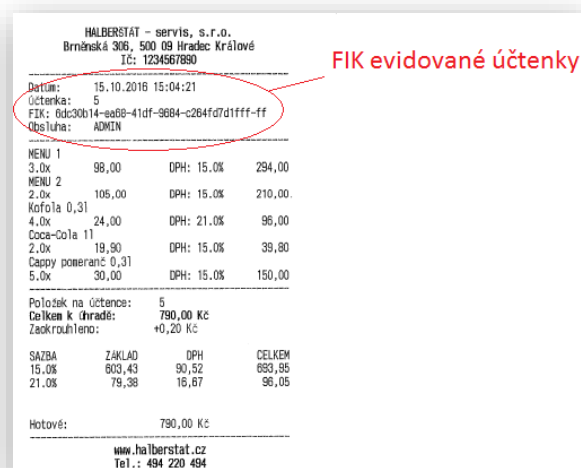 HALBERŠTÁT - servis, s.r.o.
Brněnská 306, 500 09 Hradec Králové
Ič: 1234567890
FIK evidované účtenky
Datum: 15.10.2016 15:04:21
Účtenka: 5
FIK: 6dc30b14-ea68-41df-9684-c264fd7d1fff-ff
Obsluha: ADMIN
MENU 1
3.0x 98,00 DPH: 15.0% 294,00
MENU 2
2.0x 105,00 DPH: 15.0% 210,00
Kofola 0,3l
4.0x 24,00 DPH: 21.0% 96,00
Coca-Cola 1l
2.0x 19,90 DPH: 15.0% 39,80
Cappy pomeranč 0,3l
5.0x 30,00 DPH: 15.0% 150,00
Položek na účtence: 5
Celkem k úhradě: 790,00 Kč
Zaokrouhleno: +0,20 Kč
SAZBA ZÁKLAD DPH CELKEM
15.0% 603,43 90,52 693,95
21.0% 79,38 16,67 96,05
Hotově: 790,00 Kč
www.halberstat.cz
Tel.: 494 220 494